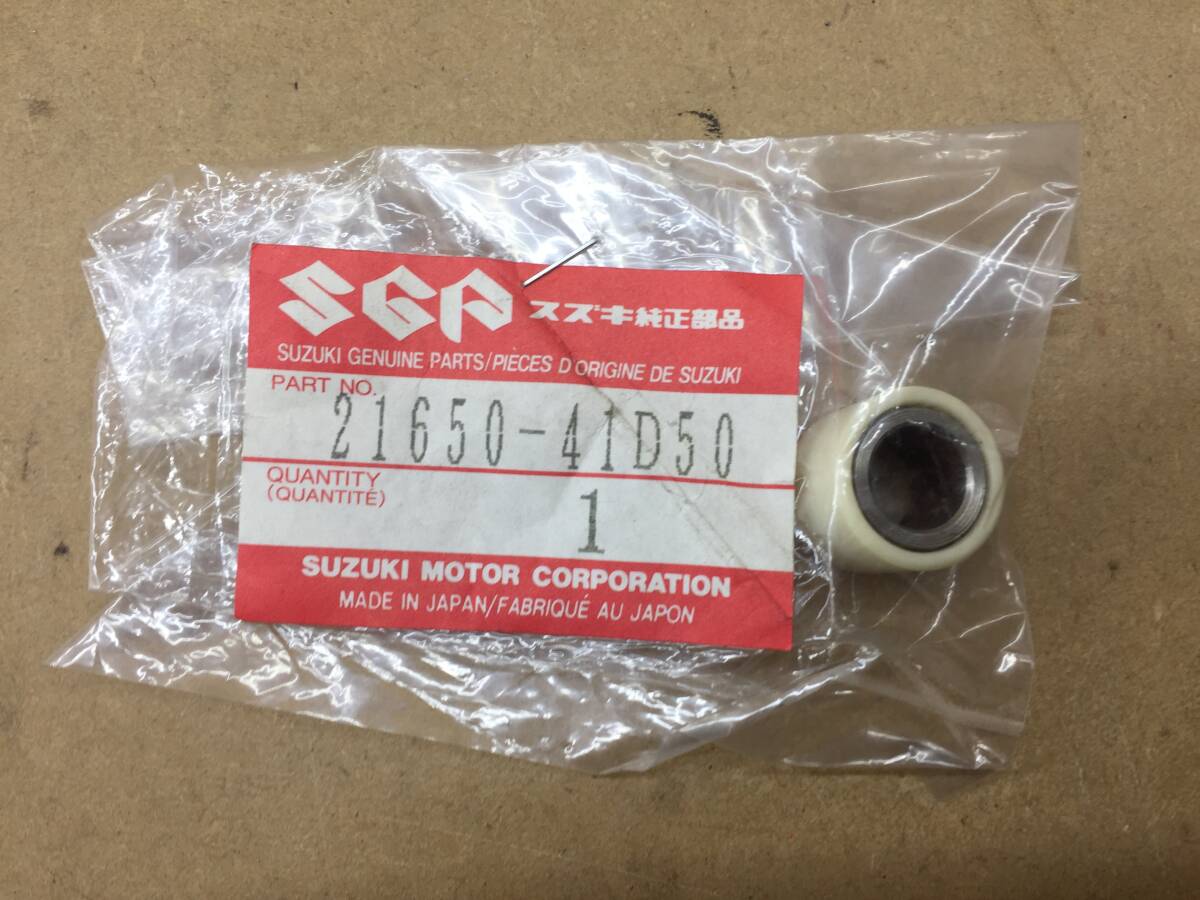 SGP スズキ純正部品
SUZUKI GENUINE PARTS/PIECES D'ORIGINE DE SUZUKI
PART NO.
21650-41D50
QUANTITY
(QUANTITÉ)
1
SUZUKI MOTOR CORPORATION
MADE IN JAPAN/FABRIQUÉ AU JAPON